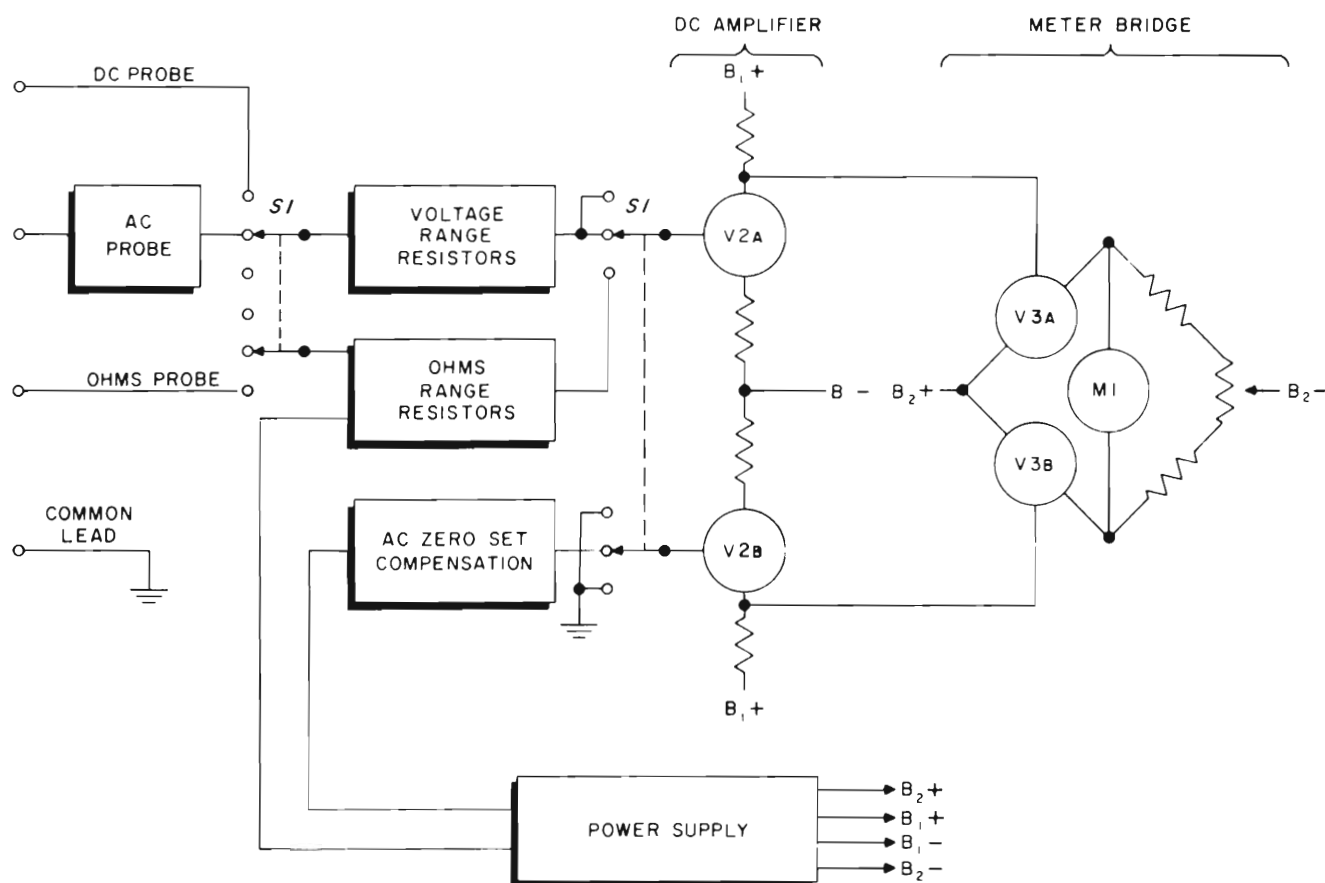 DC AMPLIFIER
METER BRIDGE
B₁+
DC PROBE
AC
PROBE
S1
VOLTAGE
RANGE
RESISTORS
S1
V2A
V3A
OHMS PROBE
OHMS
RANGE
RESISTORS
B-
B₂+
M1
B₂-
V3B
COMMON
LEAD
AC ZERO SET
COMPENSATION
V2B
B₁+
POWER SUPPLY
B₂+
B₁+
B₁-
B₂-